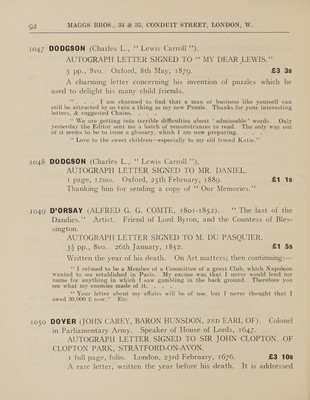 92 MAGGS BROS., 34 & 35, CONDUIT STREET, LONDON, W.
1047 DODGSON (Charles L., "Lewis Carroll").
AUTOGRAPH LETTER SIGNED TO "MY DEAR LEWIS."
3 pp., 8vo. Oxford, 8th May, 1879. £3 3s
A charming letter concerning his invention of puzzles which he
used to delight his many child friends.
". . . I am charmed to find that a man of business like yourself can
still be attracted by so vain a thing as my new Puzzle. Thanks for your interesting
letters, & suggested Chains. . . .
"We are getting into terrible difficulties about 'admissable' words. Only
yesterday the Editor sent me a batch of remonstrances to read. The only way out
of it seems to be to issue a glossary, which I am now preparing. . . .
"Love to the sweet children—especially to my old friend Katie."
1048 DODGSON (Charles L., "Lewis Carroll").
AUTOGRAPH LETTER SIGNED TO MR. DANIEL.
1 page, 12mo. Oxford, 25th February, 1889. £1 1s
Thanking him for sending a copy of "Our Memories."
1049 D'ORSAY (ALFRED G. G. COMTE, (1801-1852). "The last of the
Dandies." Artist. Friend of Lord Byron, and the Countess of Bles-
sington.
AUTOGRAPH LETTER SIGNED TO M. DU PASQUIER.
3½ pp., 8vo. 26th January, 1852. £1 5s
Written the year of his death. On Art matters; then continuing:—
"I refused to be a Member of a Committee of a great Club, which Napoleon
wanted to see established in Paris. My excuse was that I never would lend my
name for anything in which I saw gambling in the back ground. Therefore you
see what my enemies made of it. . . .
"Your letter about my affairs will be of use, but I never thought that I
owed 30,000 £ now." Etc.
1050 DOVER (JOHN CAREY, BARON HUNSDON, 2ND EARL OF). Colonel
in Parliamentary Army. Speaker of House of Lords, 1647.
AUTOGRAPH LETTER SIGNED TO SIR JOHN CLOPTON, OF
CLOPTON PARK, STRATFORD-ON-AVON.
1 full page, folio. London, 23rd February, 1676. £3 10s
A rare letter, written the year before his death. It is addressed